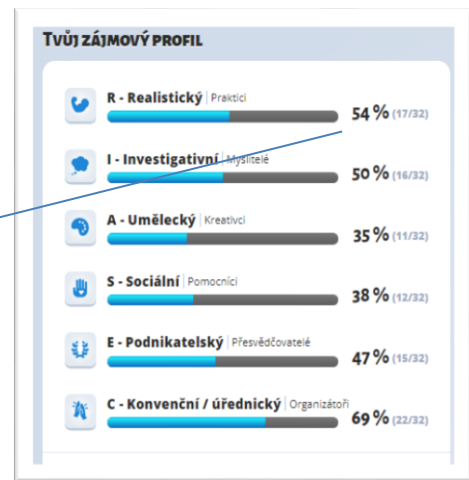 TVŮJ ZÁJMOVÝ PROFIL
R - Realistický | Praktici
54 % (17/32)
I - Investigativní | Myslitelé
50 % (16/32)
A - Umělecký | Kreativci
35 % (11/32)
S - Sociální | Pomocníci
38 % (12/32)
E - Podnikatelský | Přesvědčovatelé
47 % (15/32)
C - Konvenční / úřednický | Organizátoři
69 % (22/32)